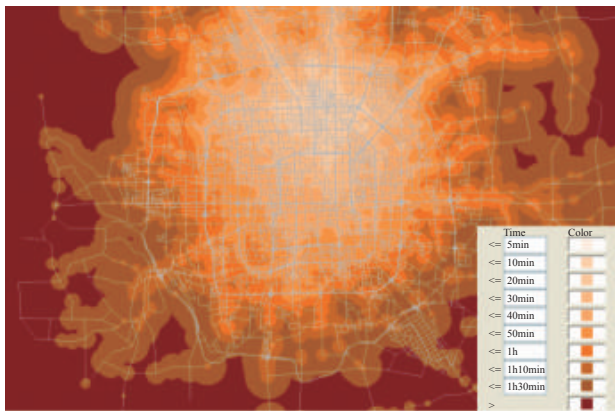 Time Color
<= 5min
<= 10min
<= 20min
<= 30min
<= 40min
<= 50min
<= 1h
<= 1h10min
<= 1h30min
>